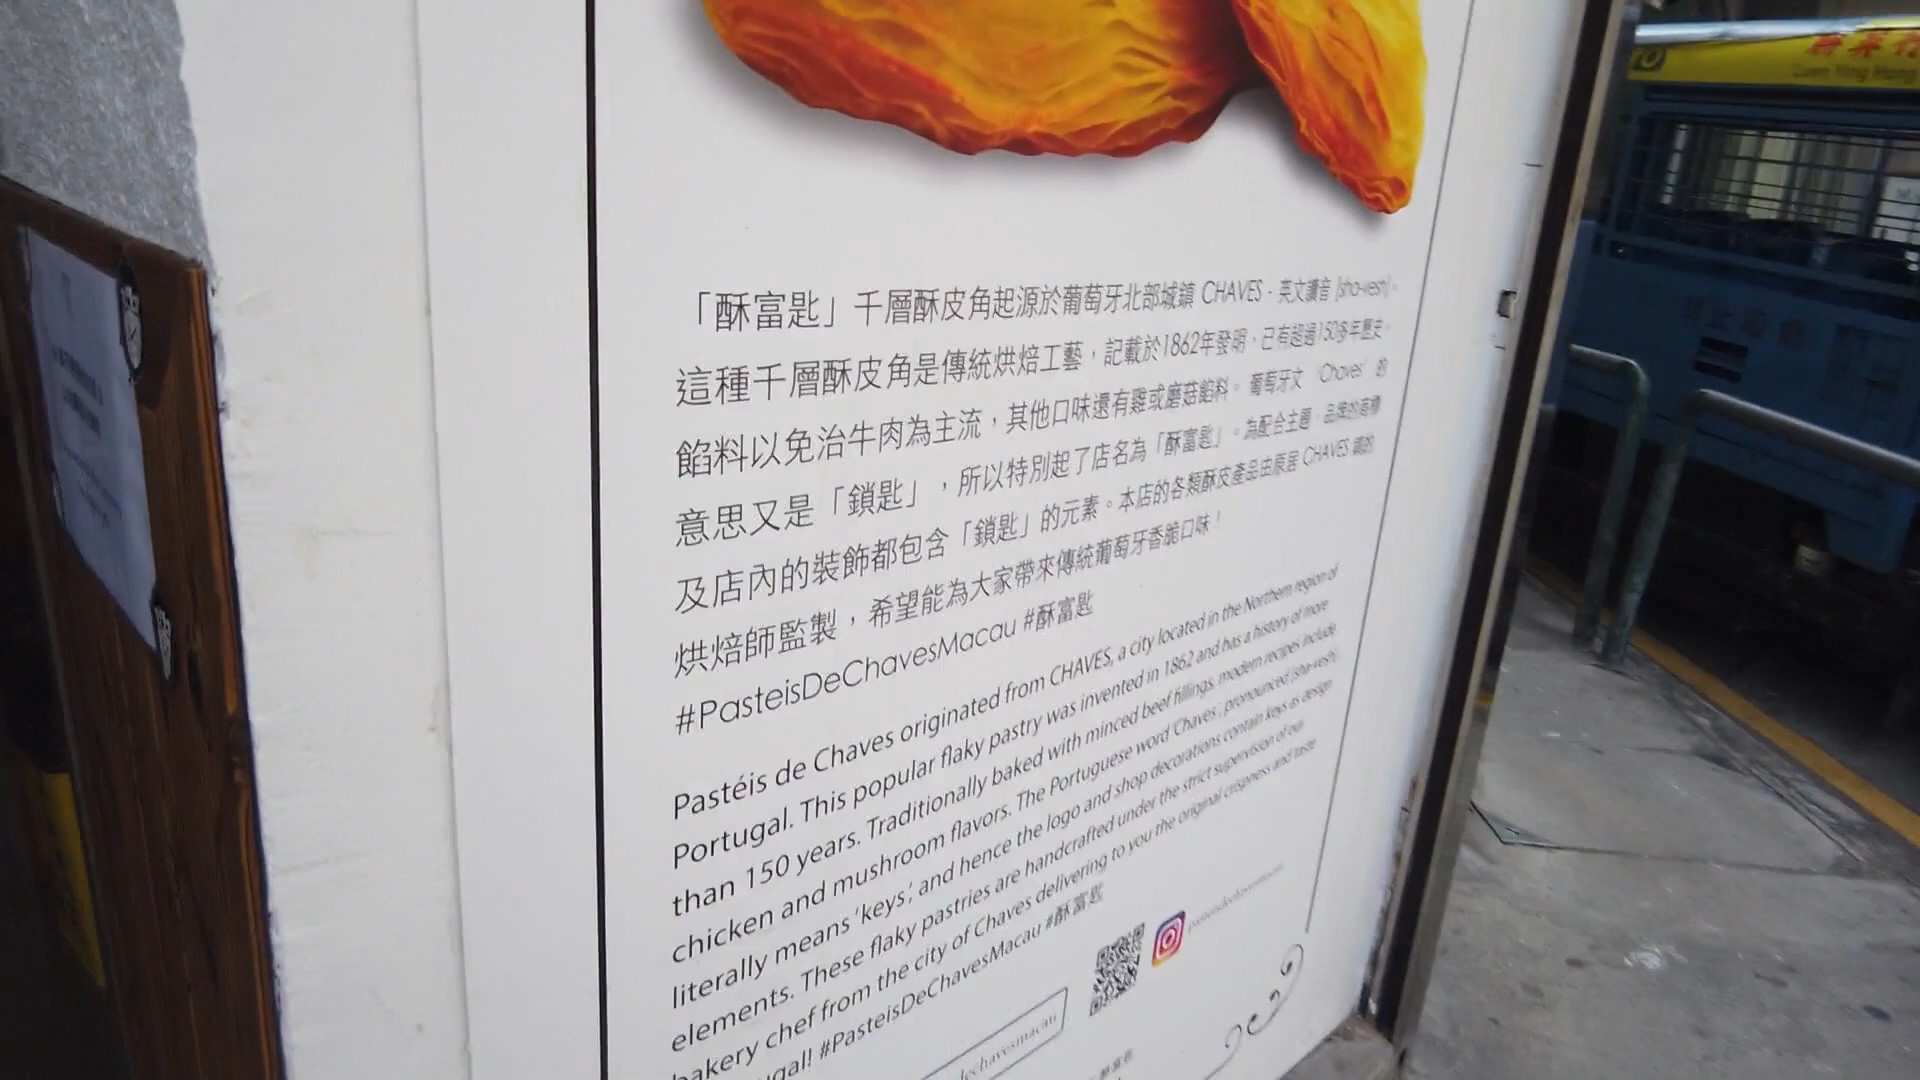 「酥富匙」千層酥皮角起源於葡萄牙北部城鎮 CHAVES - 英文讀音 [sha-vesh]。
這種千層酥皮角是傳統烘焙工藝，記載於1862年發明，已有超過150多年歷史。
餡料以免治牛肉為主流，其他口味還有雞或磨菇餡料。 葡萄牙文 'Chaves' 的
意思又是「鎖匙」，所以特別起了店名為「酥富匙」。為配合主題，品牌的商標
及店內的裝飾都包含「鎖匙」的元素。本店的各類酥皮產品由原居 CHAVES 鎮的
烘焙師監製，希望能為大家帶來傳統葡萄牙香脆口味！
#PasteisDeChavesMacau #酥富匙
Pastéis de Chaves originated from CHAVES, a city located in the Northern region of
Portugal. This popular flaky pastry was invented in 1862 and has a history of more
than 150 years. Traditionally baked with minced beef fillings, modern recipes include
chicken and mushroom flavors. The Portuguese word 'Chaves', pronounced [sha-vesh],
literally means 'keys', and hence the logo and shop decorations contain keys as design
elements. These flaky pastries are handcrafted under the strict supervision of our
bakery chef from the city of Chaves delivering to you the original crispness and taste
#PasteisDeChavesMacau #酥富匙